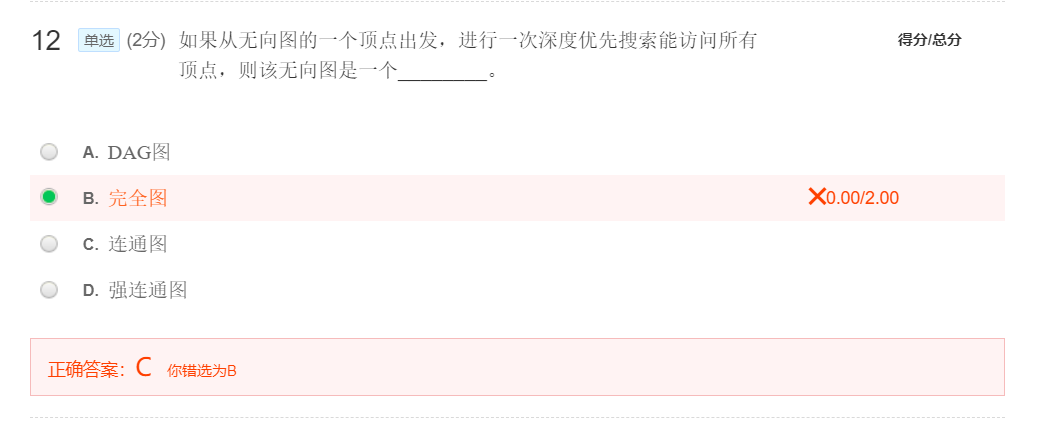 12 单选 (2分) 如果从无向图的一个顶点出发，进行一次深度优先搜索能访问所有 得分/总分
顶点，则该无向图是一个________。
A. DAG图
B. 完全图 ×0.00/2.00
C. 连通图
D. 强连通图
正确答案：C 你错选为B